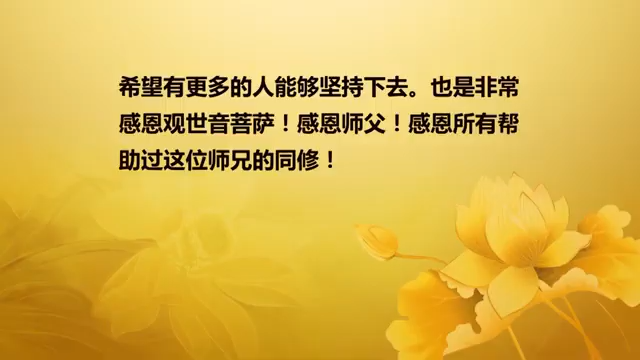 希望有更多的人能够坚持下去。也是非常
感恩观世音菩萨！感恩师父！感恩所有帮
助过这位师兄的同修！